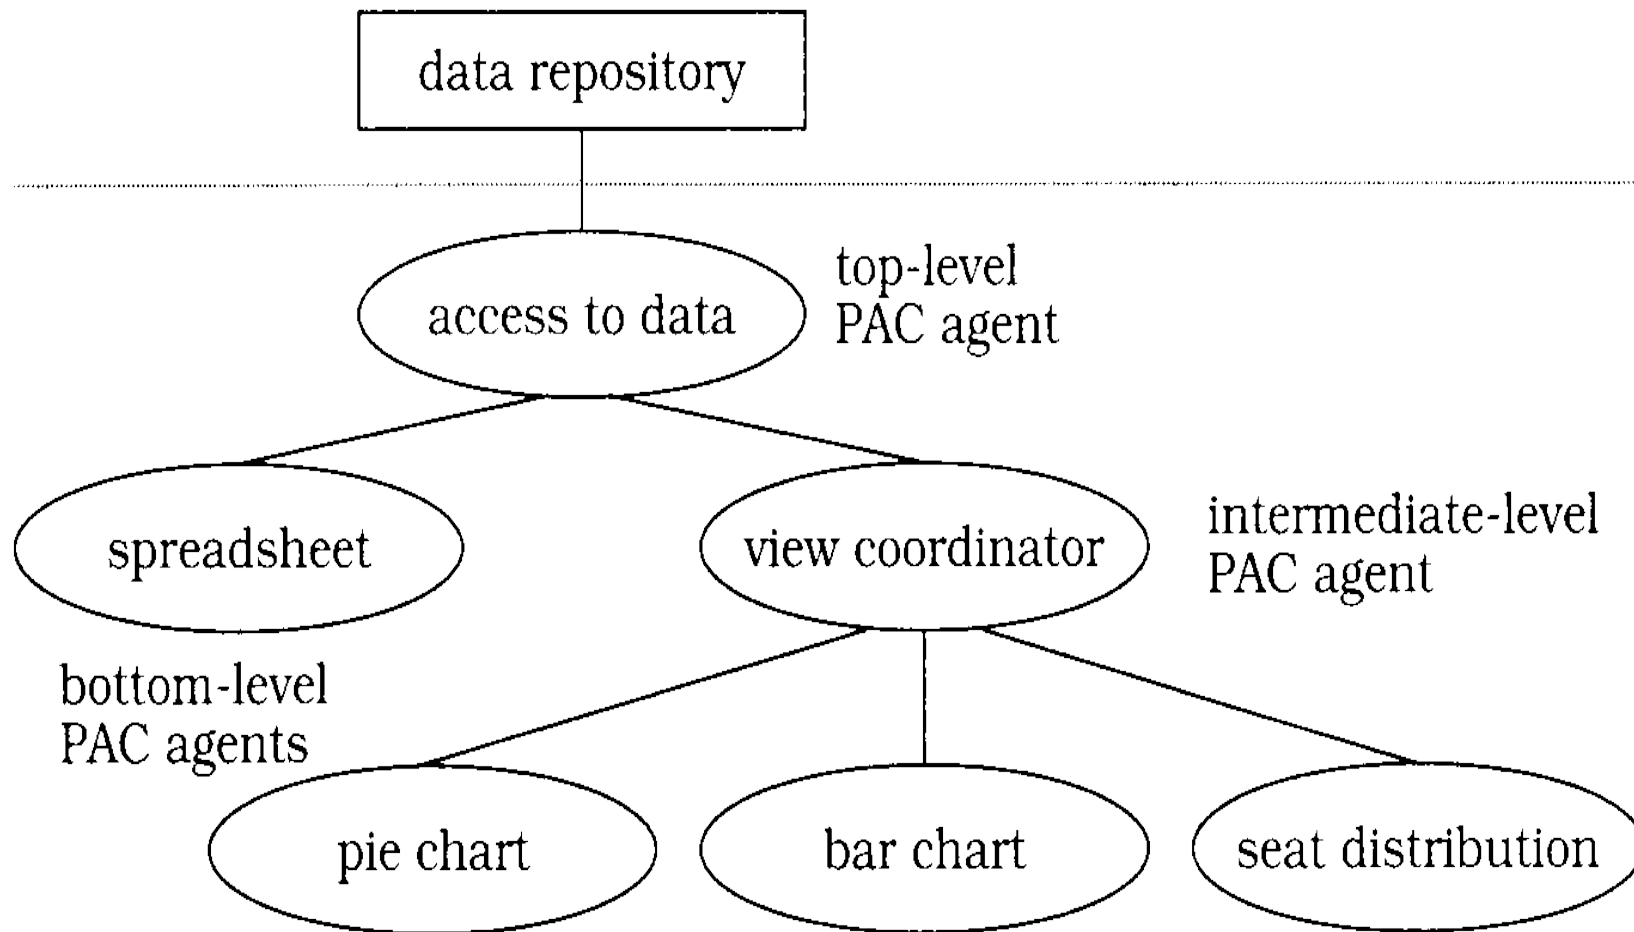 data repository
access to data
top-level
PAC agent
spreadsheet
view coordinator
intermediate-level
PAC agent
bottom-level
PAC agents
pie chart
bar chart
seat distribution